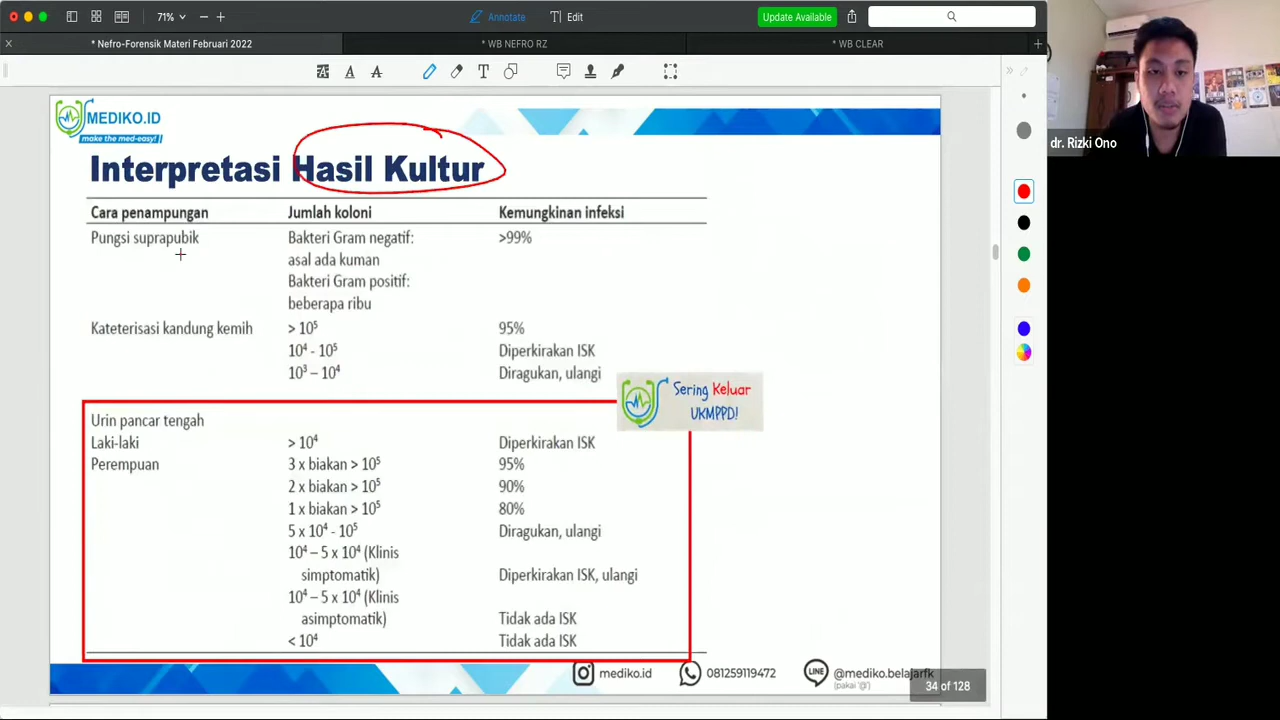 71%
Annotate
Edit
Update Available
* Nefro-Forensik Materi Februari 2022
* WB NEFRO RZ
* WB CLEAR
MEDIKO.ID
make the med-easy!
Interpretasi Hasil Kultur
Cara penampungan Jumlah koloni Kemungkinan infeksi
Pungsi suprapubik Bakteri Gram negatif: >99%
asal ada kuman
Bakteri Gram positif:
beberapa ribu
Kateterisasi kandung kemih > 10⁵ 95%
10⁴ - 10⁵ Diperkirakan ISK
10³ – 10⁴ Diragukan, ulangi
Sering Keluar
UKMPPD!
Urin pancar tengah
Laki-laki > 10⁴ Diperkirakan ISK
Perempuan 3 x biakan > 10⁵ 95%
2 x biakan > 10⁵ 90%
1 x biakan > 10⁵ 80%
5 x 10⁴ - 10⁵ Diragukan, ulangi
10⁴ – 5 x 10⁴ (Klinis
simptomatik) Diperkirakan ISK, ulangi
10⁴ – 5 x 10⁴ (Klinis
asimptomatik) Tidak ada ISK
< 10⁴ Tidak ada ISK
mediko.id 081259119472 LINE @mediko.belajarfk
(pakai '@')
34 of 128
dr. Rizki Ono